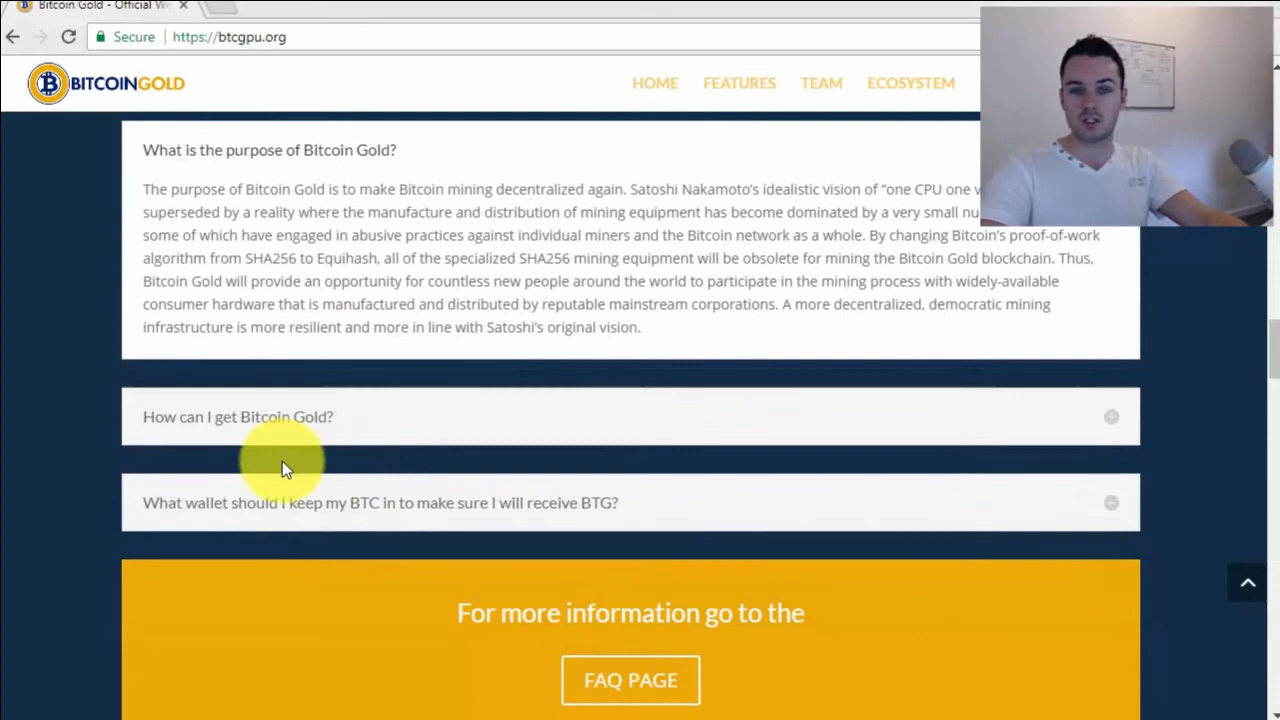 Bitcoin Gold - Official We
Secure https://btcgpu.org
BITCOINGOLD HOME FEATURES TEAM ECOSYSTEM
What is the purpose of Bitcoin Gold?
The purpose of Bitcoin Gold is to make Bitcoin mining decentralized again. Satoshi Nakamoto's idealistic vision of "one CPU one v
superseded by a reality where the manufacture and distribution of mining equipment has become dominated by a very small nu
some of which have engaged in abusive practices against individual miners and the Bitcoin network as a whole. By changing Bitcoin's proof-of-work
algorithm from SHA256 to Equihash, all of the specialized SHA256 mining equipment will be obsolete for mining the Bitcoin Gold blockchain. Thus,
Bitcoin Gold will provide an opportunity for countless new people around the world to participate in the mining process with widely-available
consumer hardware that is manufactured and distributed by reputable mainstream corporations. A more decentralized, democratic mining
infrastructure is more resilient and more in line with Satoshi's original vision.
How can I get Bitcoin Gold?
What wallet should I keep my BTC in to make sure I will receive BTG?
For more information go to the
FAQ PAGE